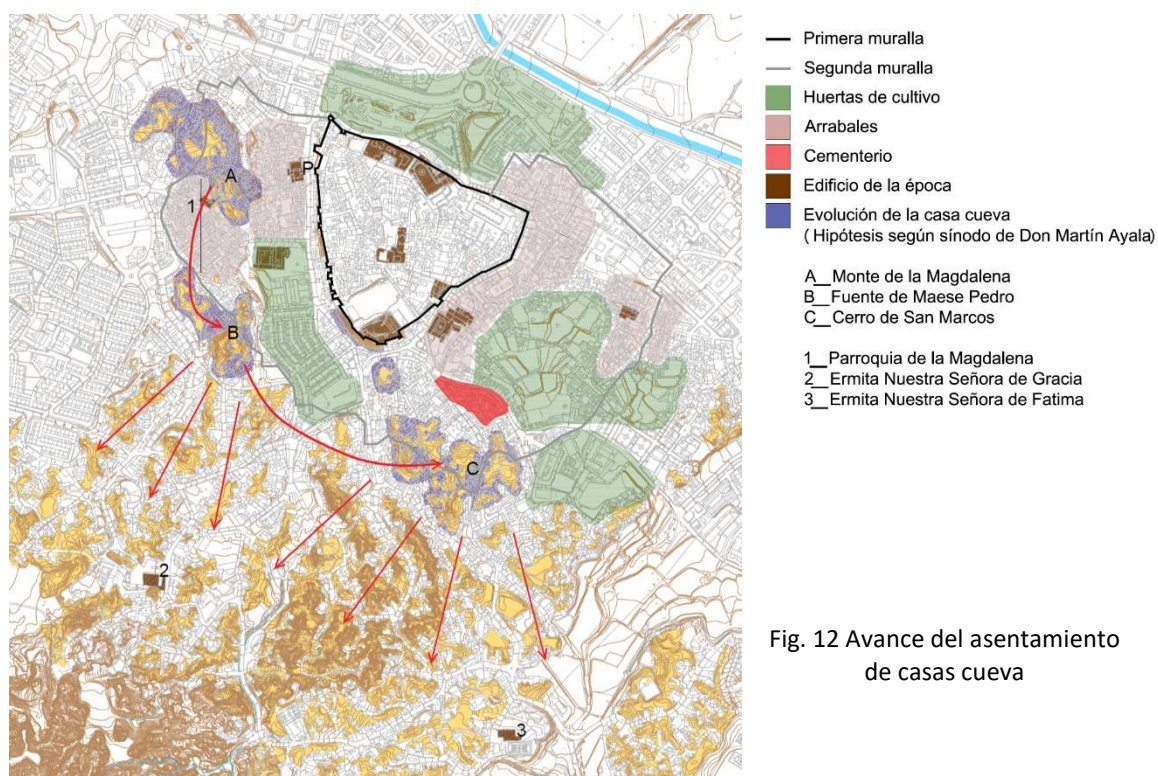 P
A
1
B
C
2
3
Primera muralla
Segunda muralla
Huertas de cultivo
Arrabales
Cementerio
Edificio de la época
Evolución de la casa cueva
( Hipótesis según sínodo de Don Martín Ayala)
A__Monte de la Magdalena
B__Fuente de Maese Pedro
C__Cerro de San Marcos
1__Parroquia de la Magdalena
2__Ermita Nuestra Señora de Gracia
3__Ermita Nuestra Señora de Fatima
Fig. 12 Avance del asentamiento
de casas cueva